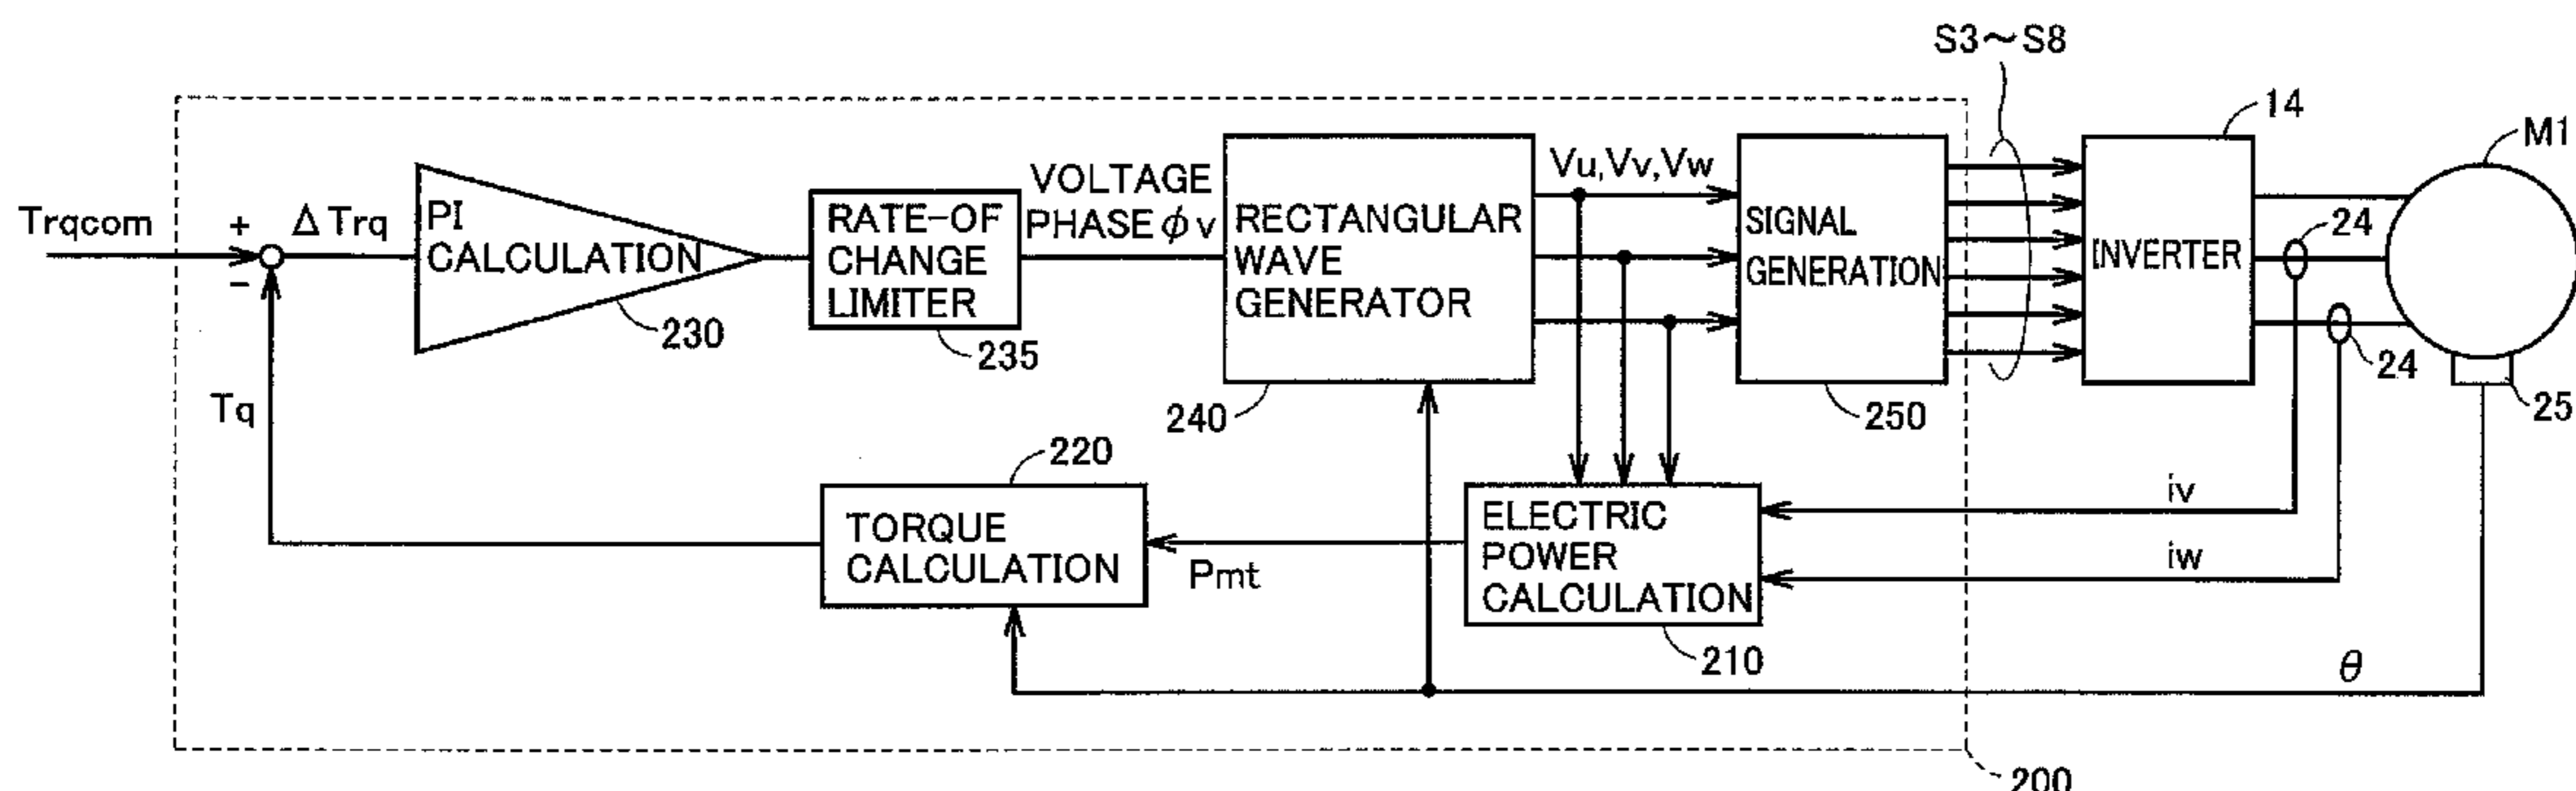 S3~S8
14
M1
Trqcom
+
-
Δ Trq
PI
CALCULATION
230
RATE-OF
CHANGE
LIMITER
235
VOLTAGE
PHASE φv
RECTANGULAR
WAVE
GENERATOR
240
Vu,Vv,Vw
SIGNAL
GENERATION
250
INVERTER
24
24
25
Tq
220
TORQUE
CALCULATION
Pmt
ELECTRIC
POWER
CALCULATION
210
iv
iw
θ
200